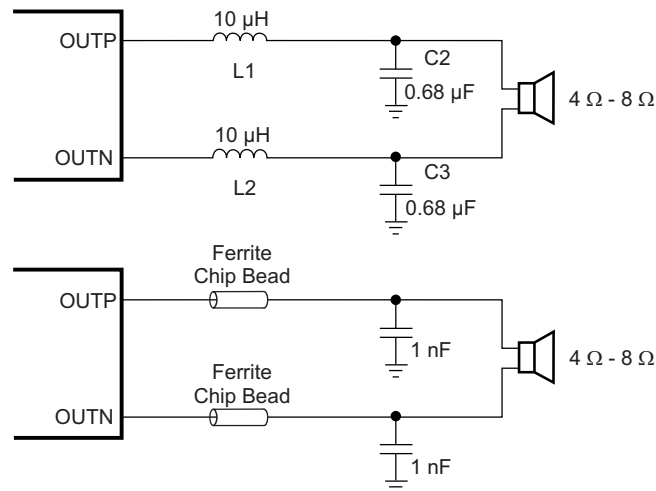 10 µH
OUTP
L1
C2
0.68 µF
4 Ω - 8 Ω
10 µH
OUTN
L2
C3
0.68 µF
Ferrite
Chip Bead
OUTP
1 nF
4 Ω - 8 Ω
Ferrite
Chip Bead
OUTN
1 nF